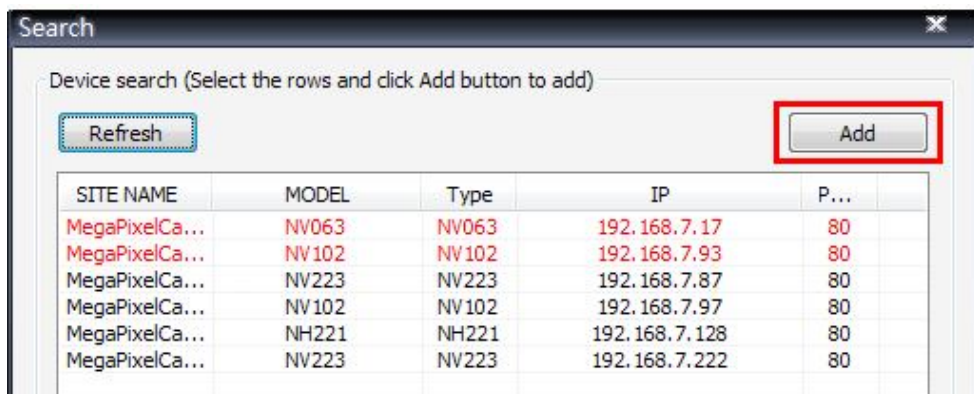 Search
Device search (Select the rows and click Add button to add)
Refresh Add
SITE NAME MODEL Type IP P...
MegaPixelCa... NV063 NV063 192.168.7.17 80
MegaPixelCa... NV102 NV102 192.168.7.93 80
MegaPixelCa... NV223 NV223 192.168.7.87 80
MegaPixelCa... NV102 NV102 192.168.7.97 80
MegaPixelCa... NH221 NH221 192.168.7.128 80
MegaPixelCa... NV223 NV223 192.168.7.222 80